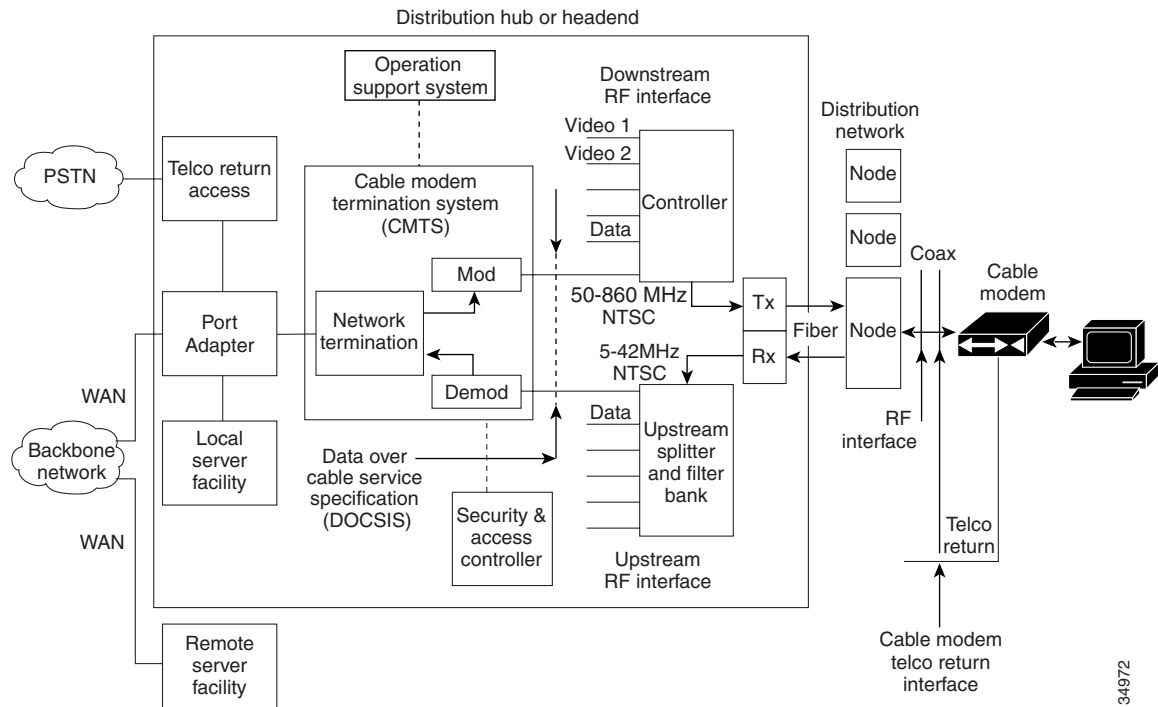 Distribution hub or headend
Operation
support system
Downstream
RF interface
Distribution
network
Video 1
Video 2
Data
Controller
Node
Node
Node
PSTN
Telco return
access
Cable modem
termination system
(CMTS)
Mod
Network
termination
Demod
Port
Adapter
50-860 MHz
NTSC
Tx
Rx
Fiber
5-42MHz
NTSC
Coax
Cable
modem
RF
interface
WAN
Backbone
network
WAN
Local
server
facility
Data over
cable service
specification
(DOCSIS)
Security &
access
controller
Data
Upstream
splitter
and filter
bank
Upstream
RF interface
Telco
return
Remote
server
facility
Cable modem
telco return
interface
34972